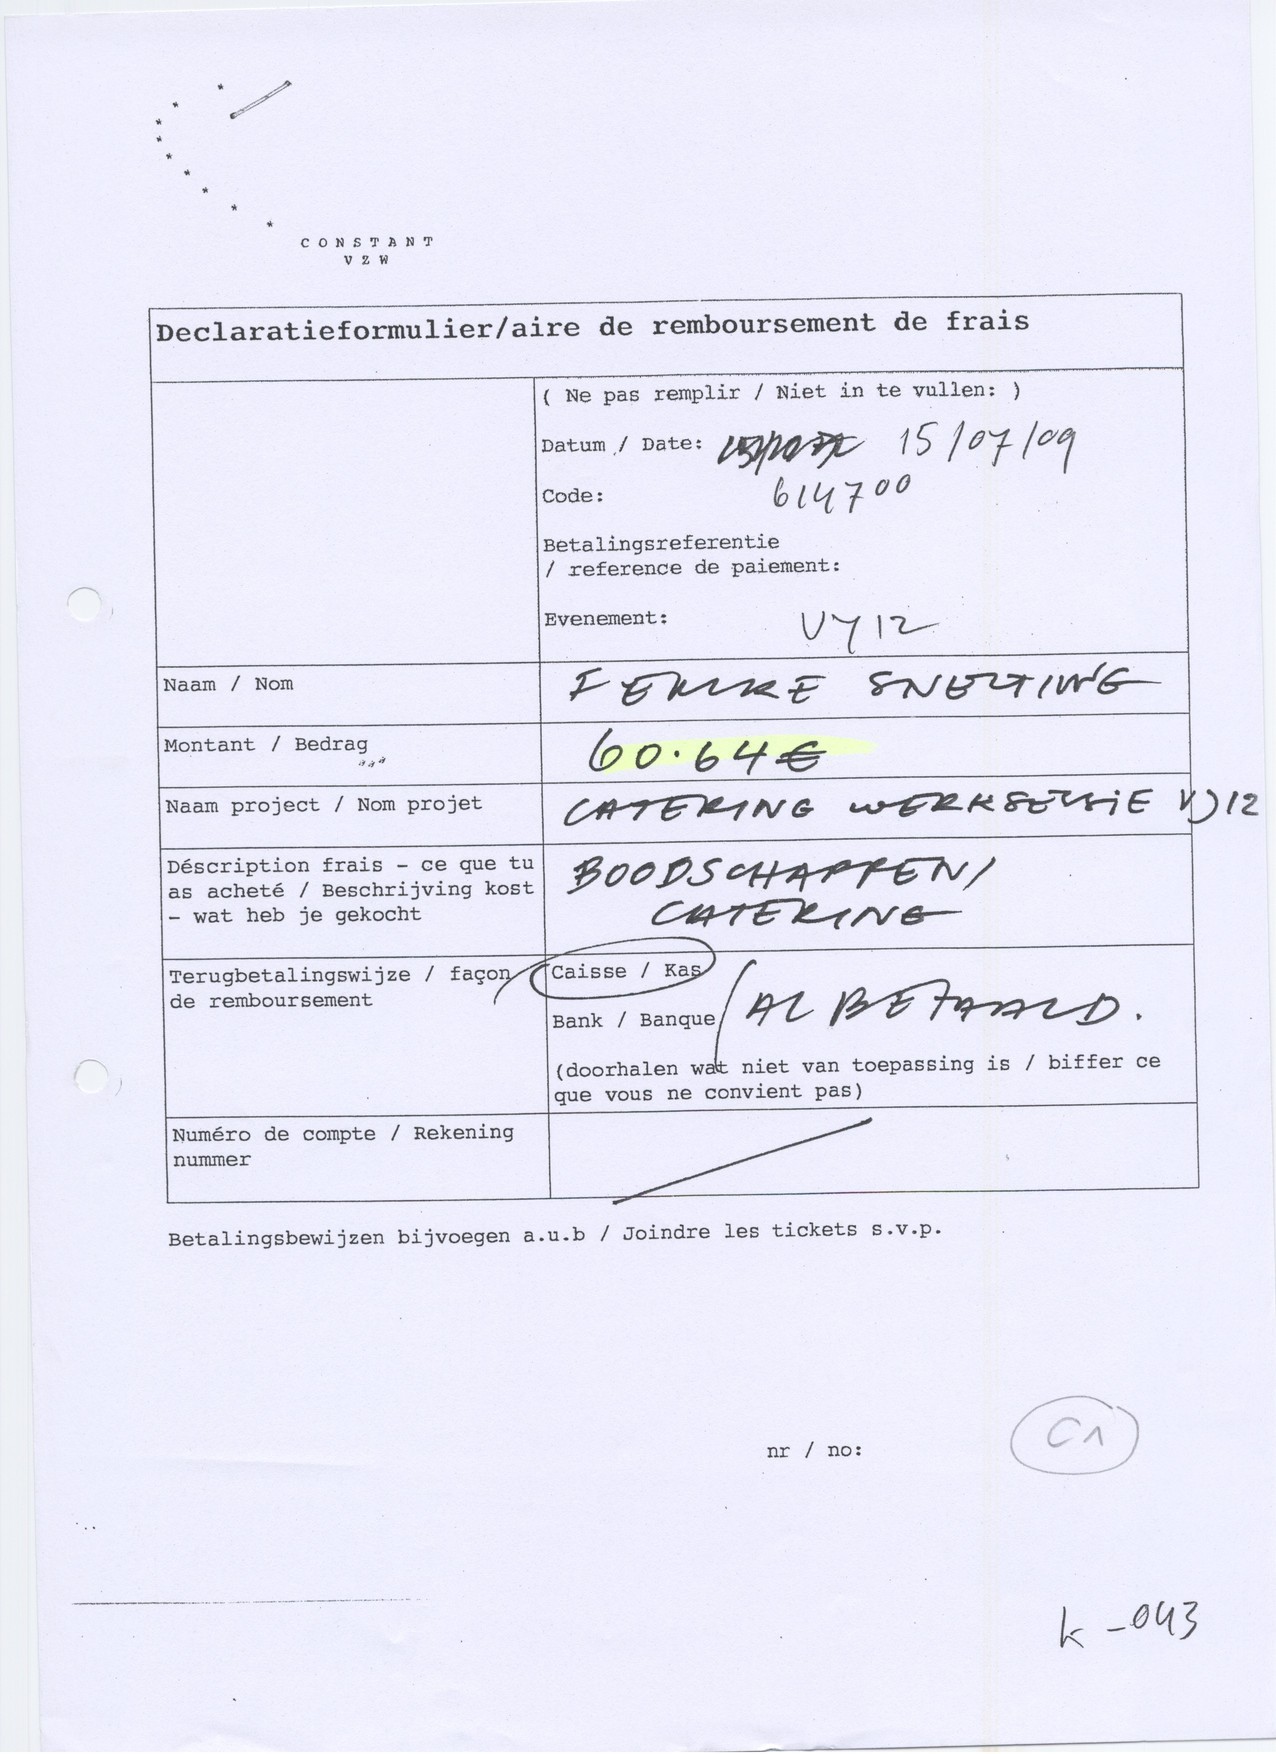 CONSTANT
VZW
Declaratieformulier/aire de remboursement de frais
( Ne pas remplir / Niet in te vullen: )
Datum / Date: 15/07/09
Code: 614700
Betalingsreferentie
/ reference de paiement:
Evenement: VJ12
Naam / Nom FEMKE SNELTING
Montant / Bedrag 60.64€
Naam project / Nom projet CATERING WERKSESSIE VJ12
Déscription frais - ce que tu
as acheté / Beschrijving kost
- wat heb je gekocht
BOODSCHAPPEN/
CATERING
Terugbetalingswijze / façon
de remboursement
Caisse / Kas
Bank / Banque / AL BETAALD.
(doorhalen wat niet van toepassing is / biffer ce
que vous ne convient pas)
Numéro de compte / Rekening
nummer
Betalingsbewijzen bijvoegen a.u.b / Joindre les tickets s.v.p.
nr / no: C1
k-043